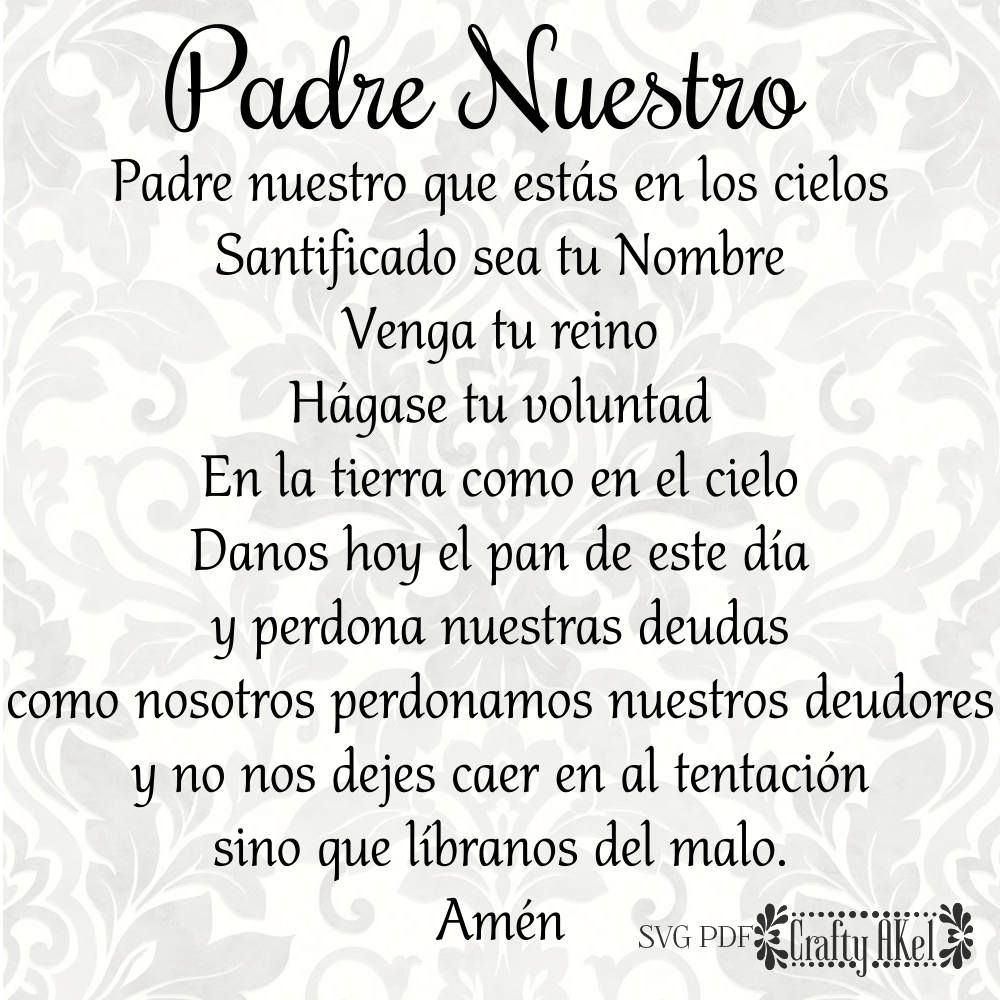 Padre Nuestro
Padre nuestro que estás en los cielos
Santificado sea tu Nombre
Venga tu reino
Hágase tu voluntad
En la tierra como en el cielo
Danos hoy el pan de este día
y perdona nuestras deudas
como nosotros perdonamos nuestros deudores
y no nos dejes caer en al tentación
sino que líbranos del malo.
Amén
SVG PDF Crafty AKel